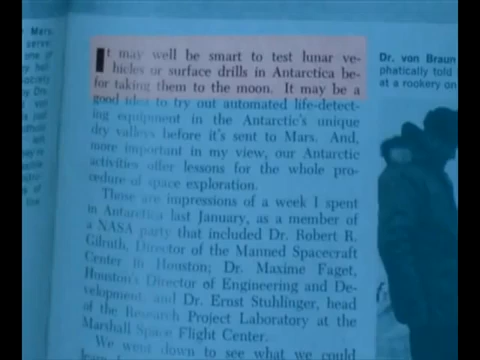 It may well be smart to test lunar ve-
hicles or surface drills in Antarctica be-
for taking them to the moon. It may be a
good idea to try out automated life-detect-
ing equipment in the Antarctic's unique
dry valleys before it's sent to Mars. And,
more important in my view, our Antarctic
activities offer lessons for the whole pro-
cedure of space exploration.
Those are impressions of a week I spent
in Antarctica last January, as a member of
a NASA party that included Dr. Robert R.
Gilruth, Director of the Manned Spacecraft
Center in Houston; Dr. Maxime Faget,
Houston's Director of Engineering and De-
velopment, and Dr. Ernst Stuhlinger, head
of the Research Project Laboratory at the
Marshall Space Flight Center.
We went down to see what we could
Dr. von Braun
phatically told
at a rookery on